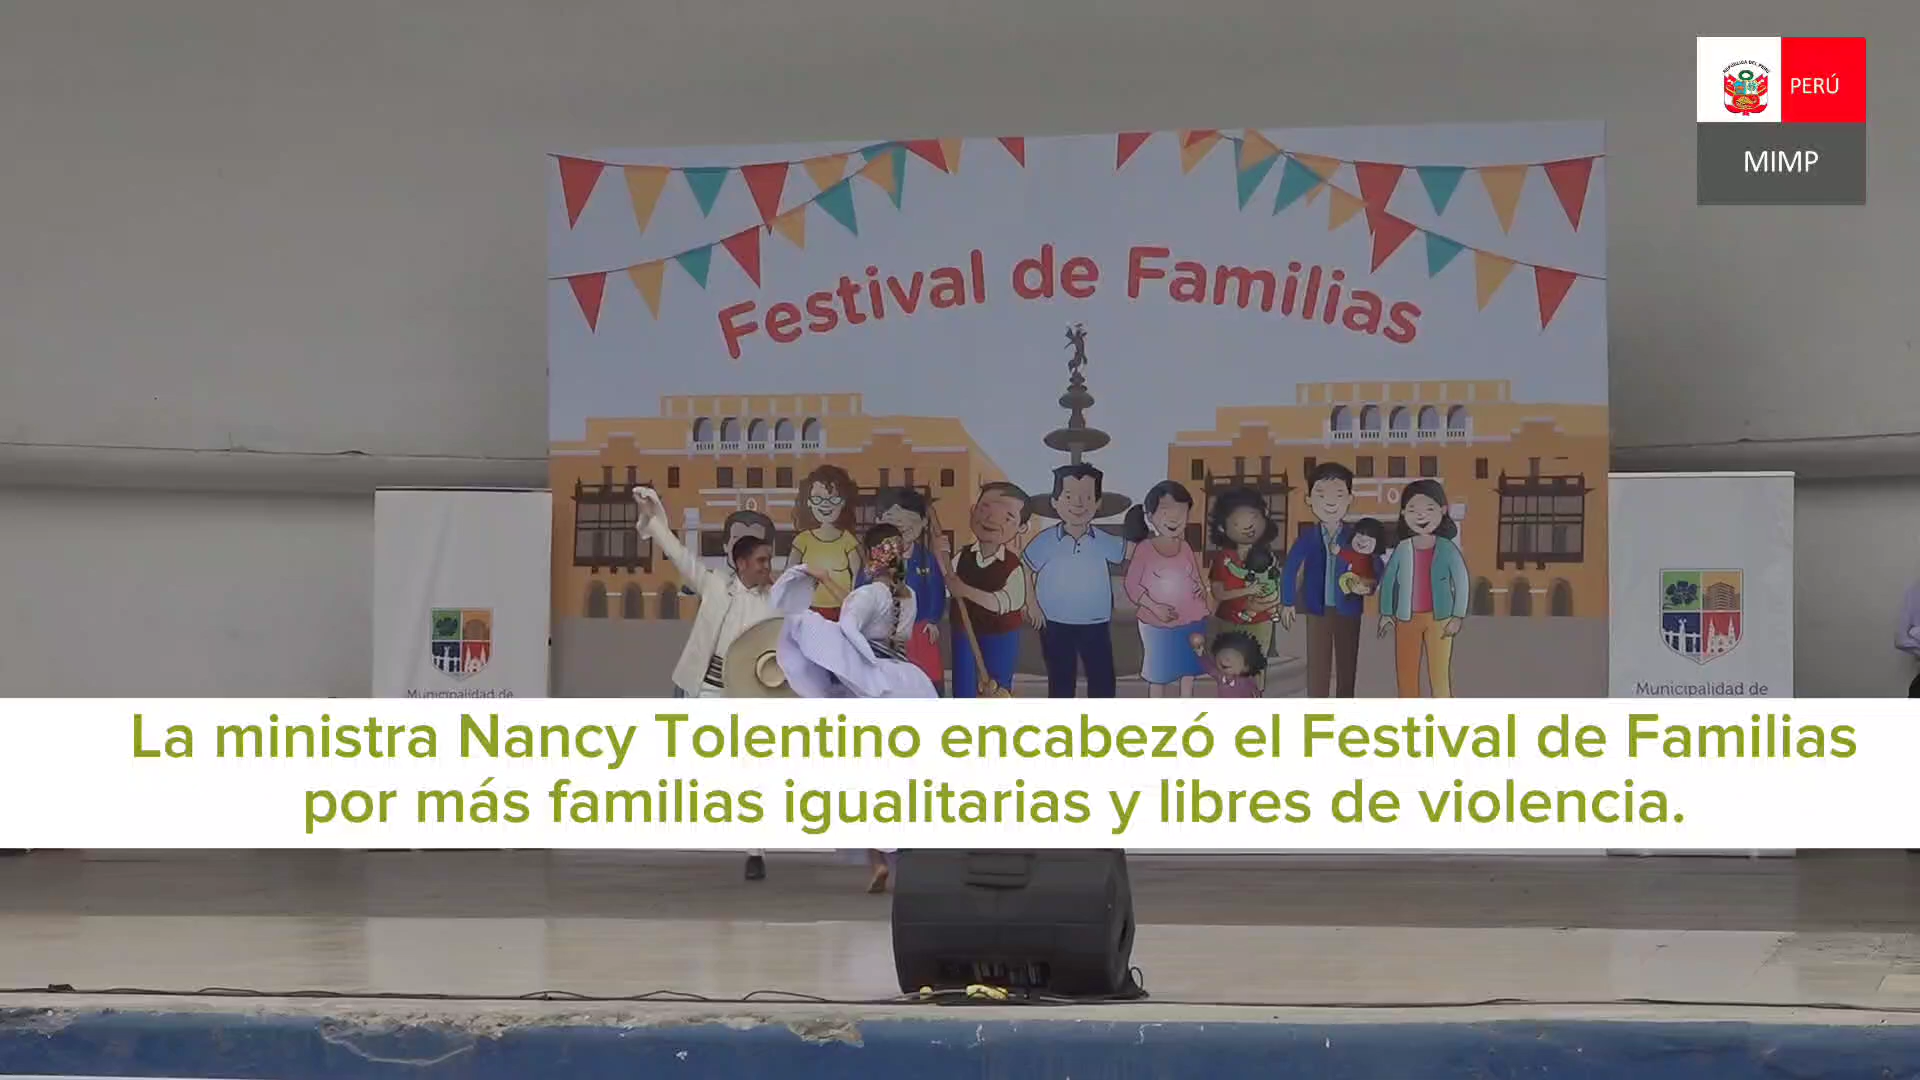 PERÚ
MIMP
Festival de Familias
Municipalidad de
Municipalidad de
La ministra Nancy Tolentino encabezó el Festival de Familias
por más familias igualitarias y libres de violencia.